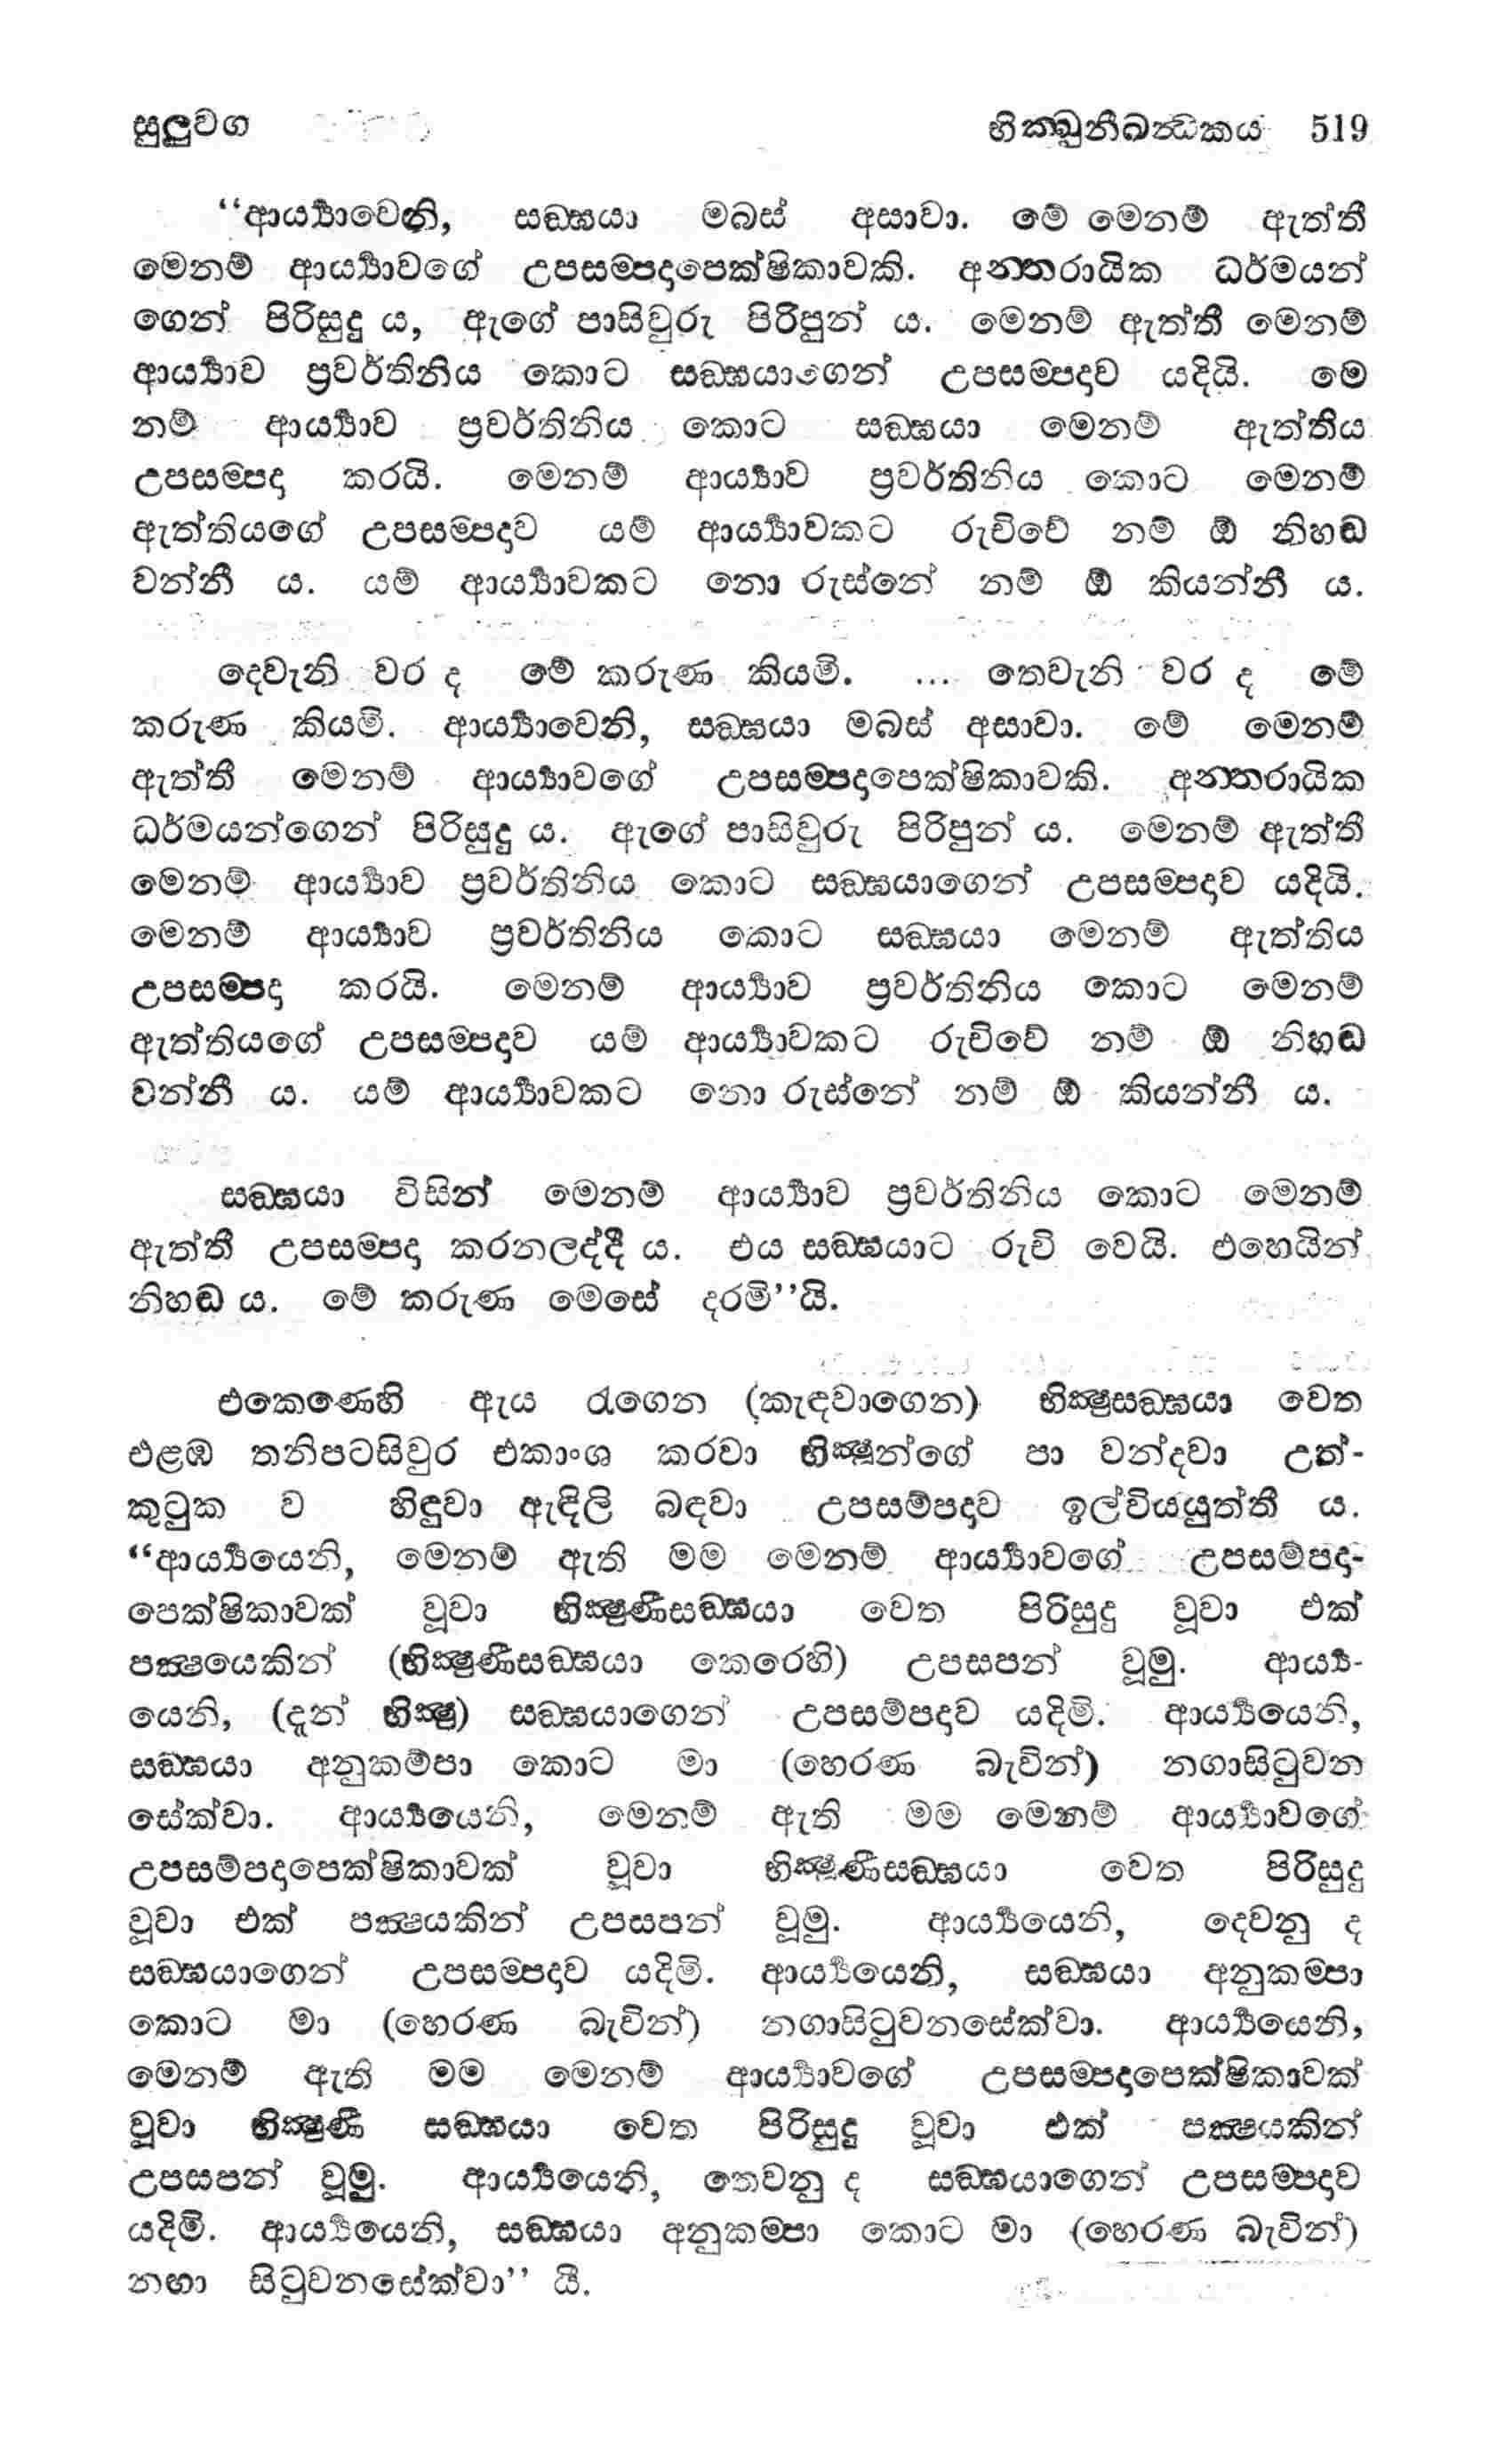 සුලුවග භික්ඛුනීඛන්ධකය 519
“ආර්‍ය්‍යාවෙනි, සඞ්ඝයා මබස් අසාවා. මේ මෙනම් ඇත්තී
මෙනම් ආර්‍ය්‍යාවගේ උපසම්පදාපෙක්ෂිකාවකි. අන්තරායික ධර්මයන්
ගෙන් පිරිසුදු ය, ඇගේ පාසිවුරු පිරිපුන් ය. මෙනම් ඇත්තී මෙනම්
ආර්‍ය්‍යාව ප්‍රවර්තිනිය කොට සඞ්ඝයාගෙන් උපසම්පදාව යදියි. මෙ
නම් ආර්‍ය්‍යාව ප්‍රවර්තිනිය කොට සඞ්ඝයා මෙනම් ඇත්තිය
උපසම්පදා කරයි. මෙනම් ආර්‍ය්‍යාව ප්‍රවර්තිනිය කොට මෙනම්
ඇත්තියගේ උපසම්පදාව යම් ආර්‍ය්‍යාවකට රුචිවේ නම් ඕ නිහඬ
වන්නී ය. යම් ආර්‍ය්‍යාවකට නො රුස්නේ නම් ඕ කියන්නී ය.
දෙවැනි වර ද මේ කරුණ කියමි. ... තෙවැනි වර ද මේ
කරුණ කියමි. ආර්‍ය්‍යාවෙනි, සඞ්ඝයා මබස් අසාවා. මේ මෙනම්
ඇත්තී මෙනම් ආර්‍ය්‍යාවගේ උපසම්පදාපෙක්ෂිකාවකි. අන්තරායික
ධර්මයන්ගෙන් පිරිසුදු ය. ඇගේ පාසිවුරු පිරිපුන් ය. මෙනම් ඇත්තී
මෙනම් ආර්‍ය්‍යාව ප්‍රවර්තිනිය කොට සඞ්ඝයාගෙන් උපසම්පදාව යදියි.
මෙනම් ආර්‍ය්‍යාව ප්‍රවර්තිනිය කොට සඞ්ඝයා මෙනම් ඇත්තිය
උපසම්පදා කරයි. මෙනම් ආර්‍ය්‍යාව ප්‍රවර්තිනිය කොට මෙනම්
ඇත්තියගේ උපසම්පදාව යම් ආර්‍ය්‍යාවකට රුචිවේ නම් ඕ නිහඬ
වන්නී ය. යම් ආර්‍ය්‍යාවකට නො රුස්නේ නම් ඕ කියන්නී ය.
සඞ්ඝයා විසින් මෙනම් ආර්‍ය්‍යාව ප්‍රවර්තිනිය කොට මෙනම්
ඇත්තී උපසම්පදා කරනලද්දී ය. එය සඞ්ඝයාට රුචි වෙයි. එහෙයින්
නිහඬ ය. මේ කරුණ මෙසේ දරමි”යි.
එකෙණෙහි ඇය රැගෙන (කැඳවාගෙන) භික්‍ෂුසඞ්ඝයා වෙත
එළඹ තනිපටසිවුර එකාංශ කරවා භික්‍ෂූන්ගේ පා වන්දවා උත්-
කුටුක ව හිඳුවා ඇඳිලි බඳවා උපසම්පදාව ඉල්වියයුත්තී ය.
“ආර්‍ය්‍යයෙනි, මෙනම් ඇති මම මෙනම් ආර්‍ය්‍යාවගේ උපසම්පදා-
පෙක්ෂිකාවක් වූවා භික්‍ෂුණීසඞ්ඝයා වෙත පිරිසුදු වූවා එක්
පක්‍ෂයෙකින් (භික්‍ෂුණීසඞ්ඝයා කෙරෙහි) උපසපන් වූමු. ආර්‍ය්‍ය-
යෙනි, (දැන් භික්‍ෂු) සඞ්ඝයාගෙන් උපසම්පදාව යදිමි. ආර්‍ය්‍යයෙනි,
සඞ්ඝයා අනුකම්පා කොට මා (හෙරණ බැවින්) නගාසිටුවන
සේක්වා. ආර්‍ය්‍යයෙනි, මෙනම් ඇති මම මෙනම් ආර්‍ය්‍යාවගේ
උපසම්පදාපෙක්ෂිකාවක් වූවා භික්‍ෂූණීසඞ්ඝයා වෙත පිරිසුදු
වූවා එක් පක්‍ෂයකින් උපසපන් වූමු. ආර්‍ය්‍යයෙනි, දෙවනු ද
සඞ්ඝයාගෙන් උපසම්පදාව යදිමි. ආර්‍ය්‍යයෙනි, සඞ්ඝයා අනුකම්පා
කොට මා (හෙරණ බැවින්) නගාසිටුවනසේක්වා. ආර්‍ය්‍යයෙනි,
මෙනම් ඇති මම මෙනම් ආර්‍ය්‍යාවගේ උපසම්පදාපෙක්ෂිකාවක්
වූවා භික්‍ෂුණී සඞ්ඝයා වෙත පිරිසුදු වූවා එක් පක්‍ෂයකින්
උපසපන් වූමු. ආර්‍ය්‍යයෙනි, තෙවනු ද සඞ්ඝයාගෙන් උපසම්පදාව
යදිමි. ආර්‍ය්‍යයෙනි, සඞ්ඝයා අනුකම්පා කොට මා (හෙරණ බැවින්)
නඟා සිටුවනසේක්වා” යි.